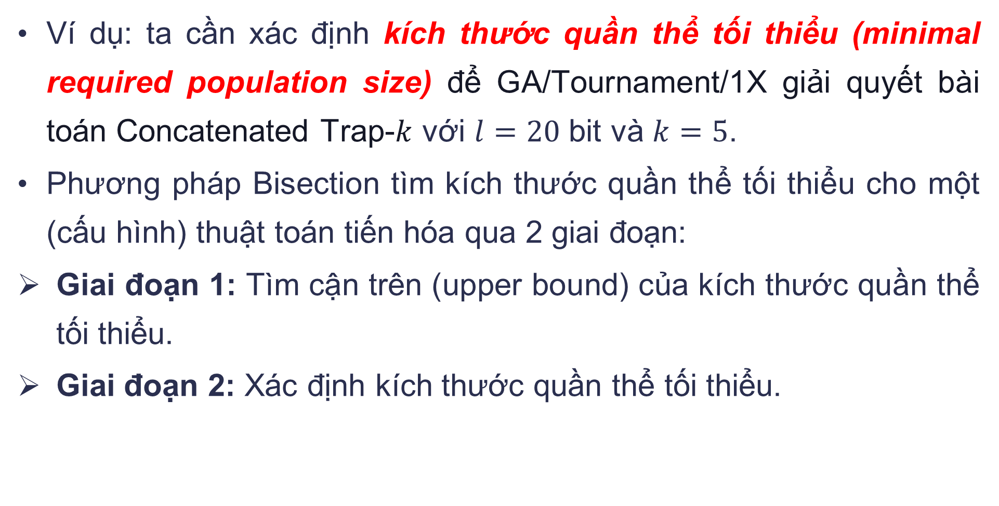 • Ví dụ: ta cần xác định kích thước quần thể tối thiểu (minimal
required population size) để GA/Tournament/1X giải quyết bài
toán Concatenated Trap-𝑘 với 𝑙 = 20 bit và 𝑘 = 5.
• Phương pháp Bisection tìm kích thước quần thể tối thiểu cho một
(cấu hình) thuật toán tiến hóa qua 2 giai đoạn:
➢ Giai đoạn 1: Tìm cận trên (upper bound) của kích thước quần thể
tối thiểu.
➢ Giai đoạn 2: Xác định kích thước quần thể tối thiểu.